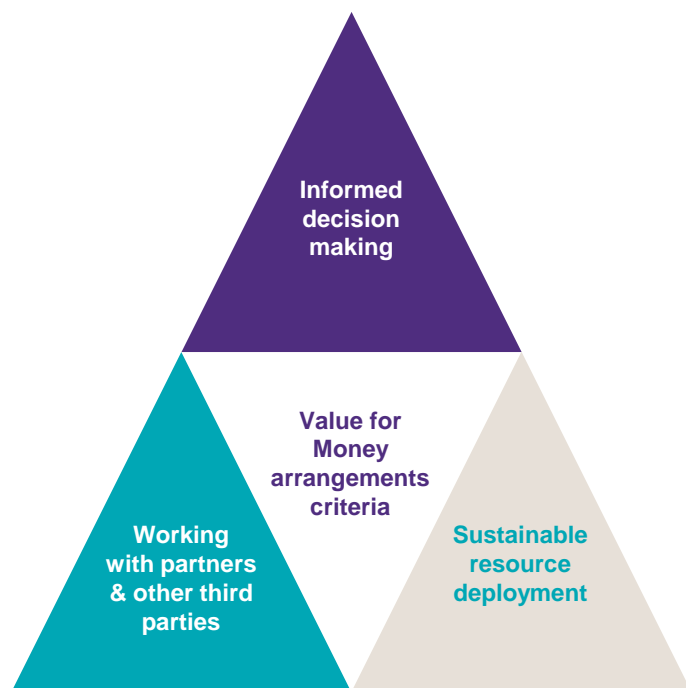 Informed
decision
making
Value for
Money
arrangements
criteria
Working
with partners
& other third
parties
Sustainable
resource
deployment